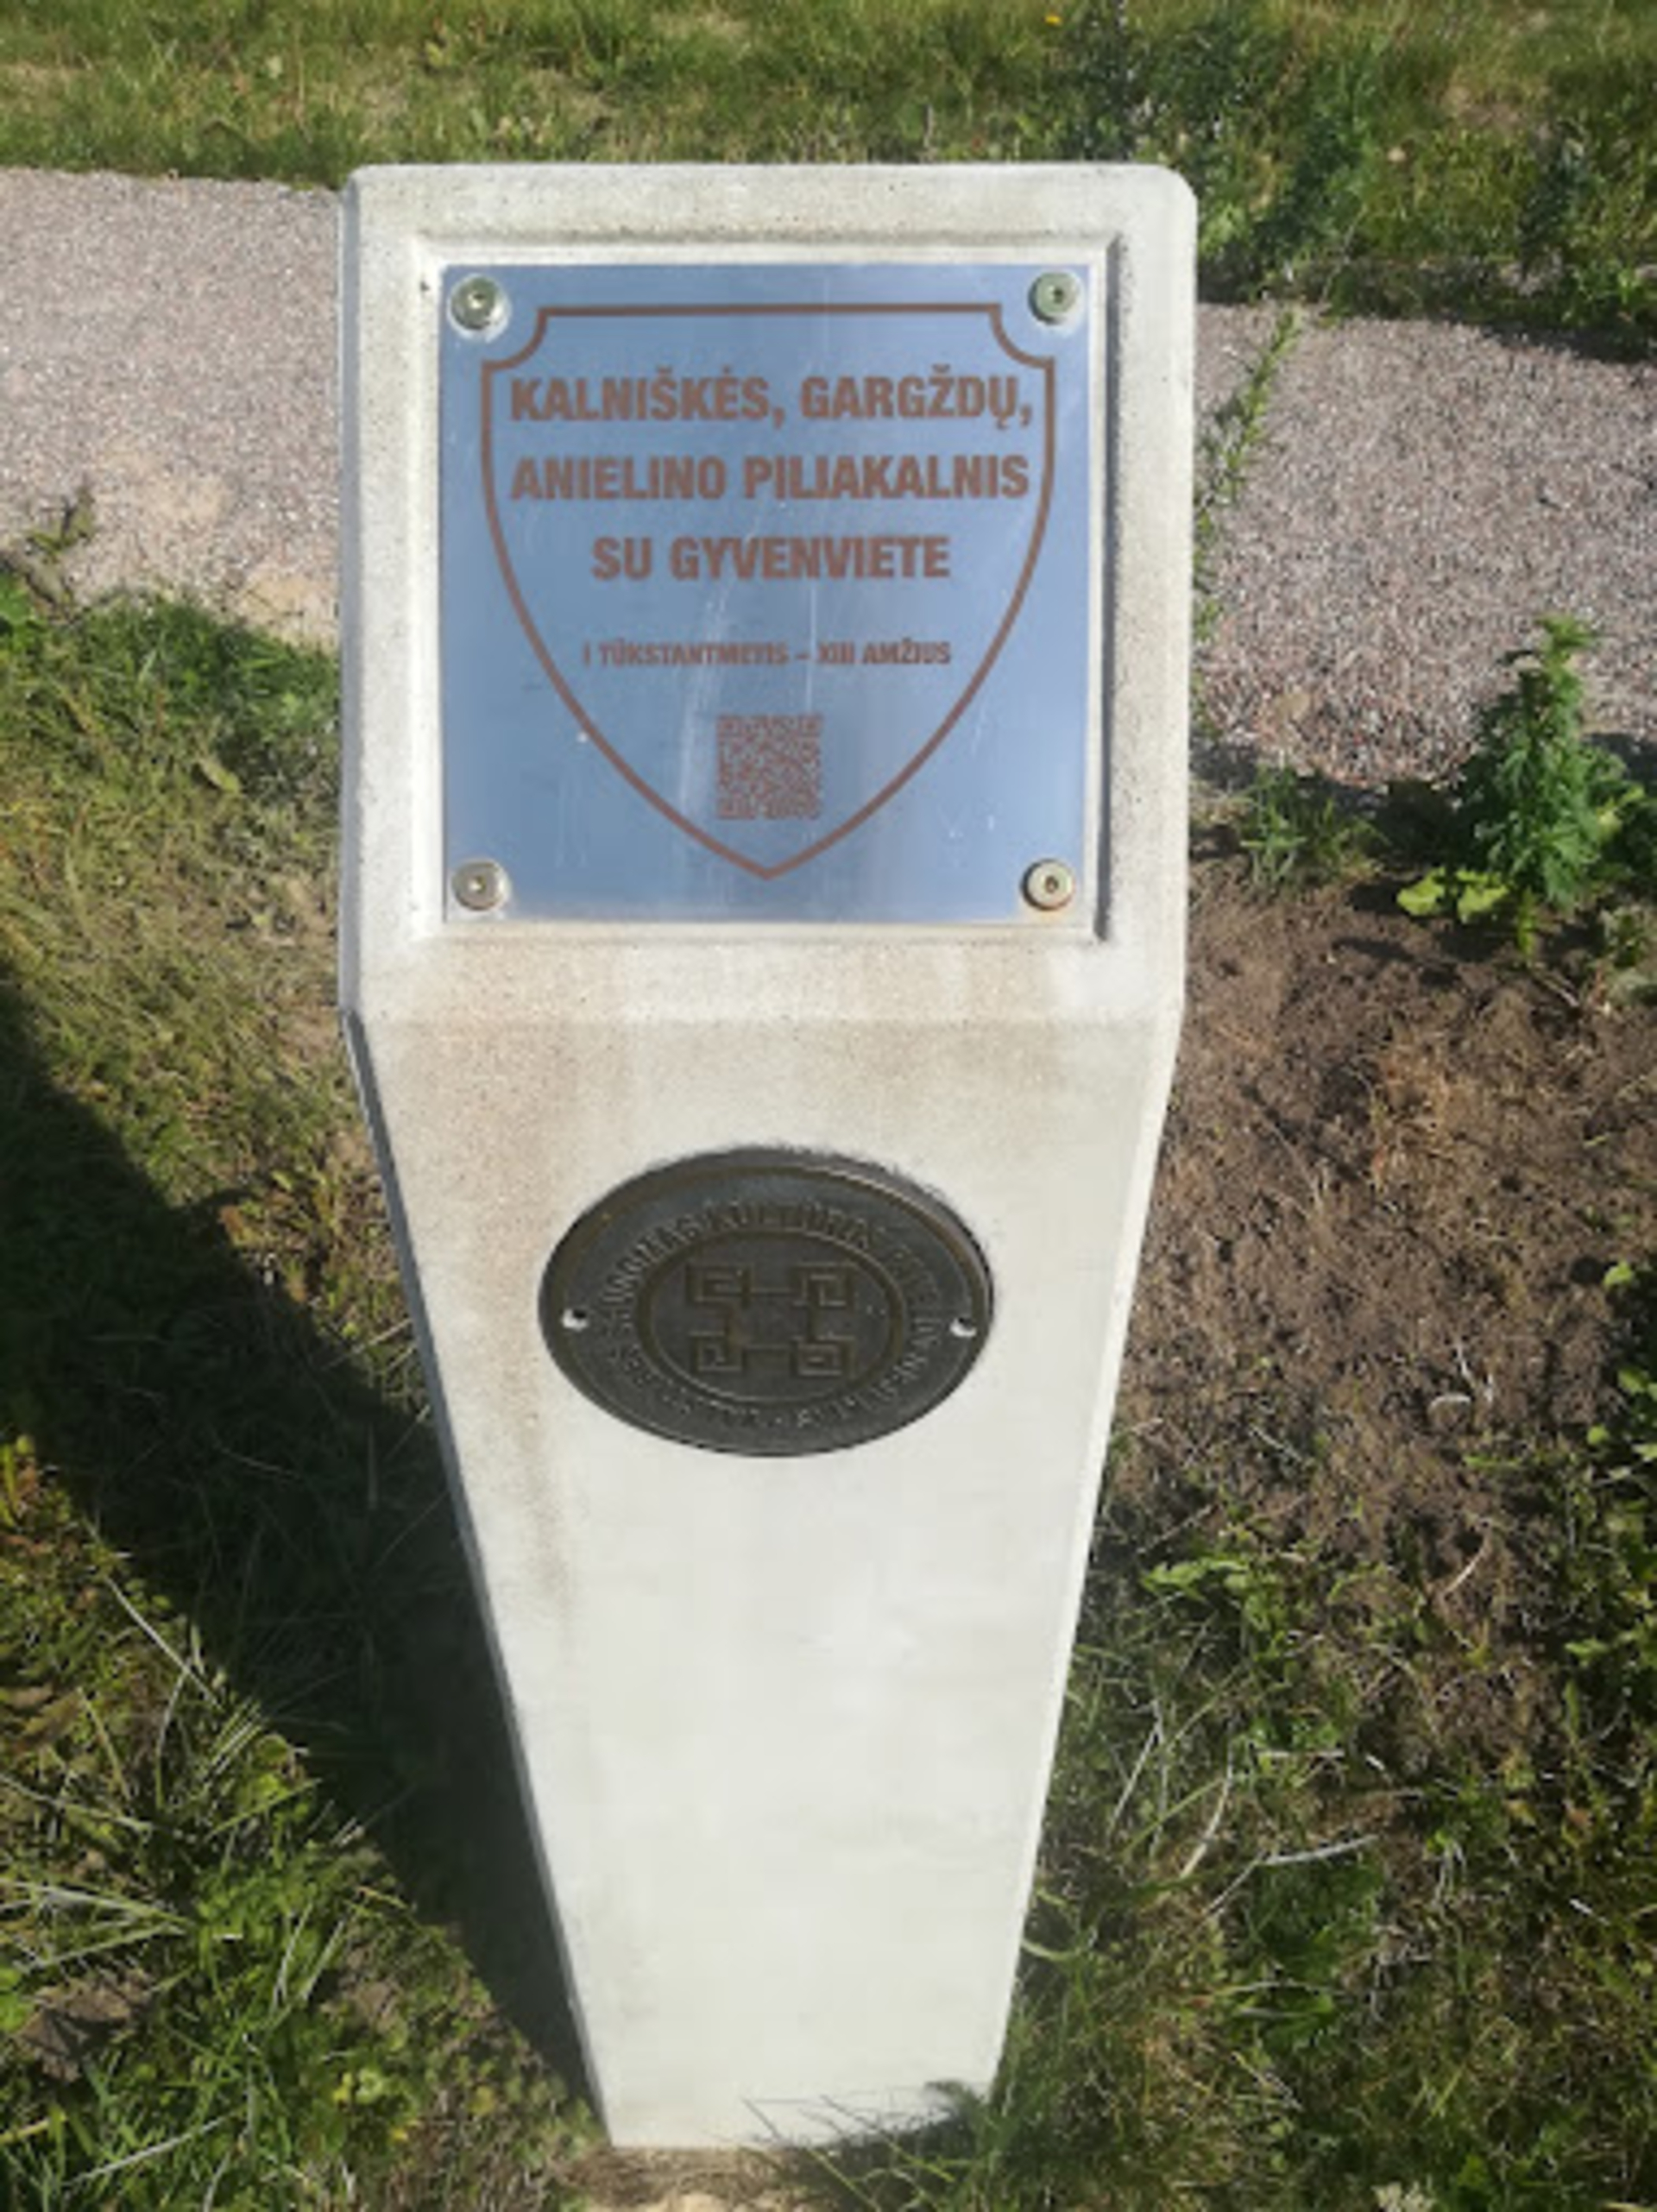 KALNIŠKĖS, GARGŽDŲ,
ANIELINO PILIAKALNIS
SU GYVENVIETE
I TŪKSTANTMETIS – XIII AMŽIUS